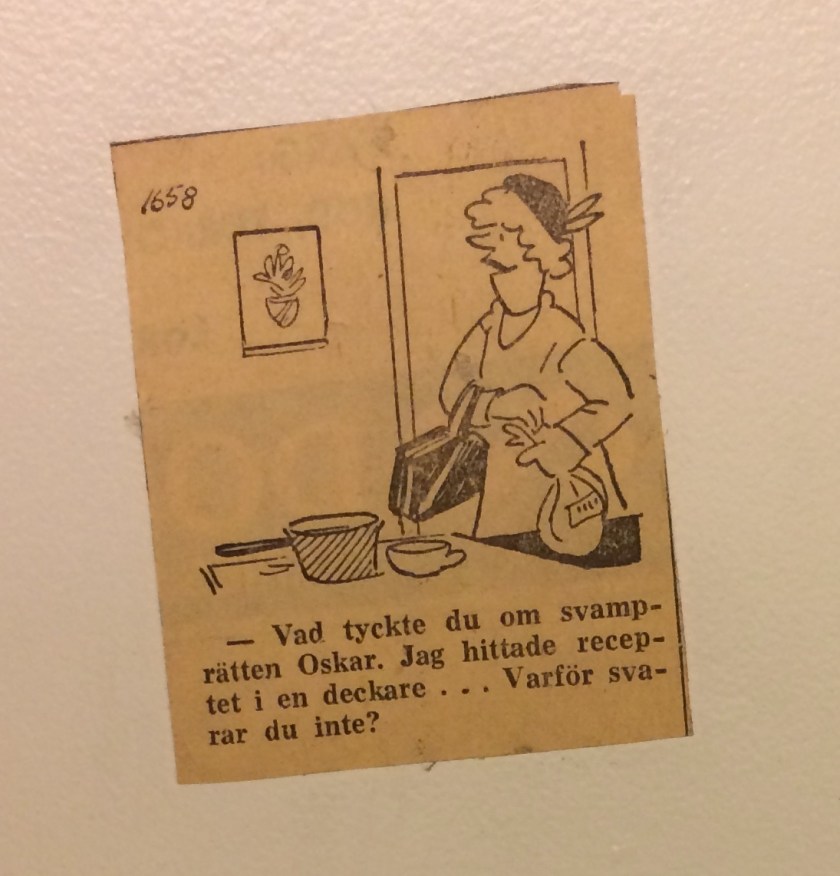 1658
— Vad tyckte du om svamp-
rätten Oskar. Jag hittade recep-
tet i en deckare . . . Varför sva-
rar du inte?